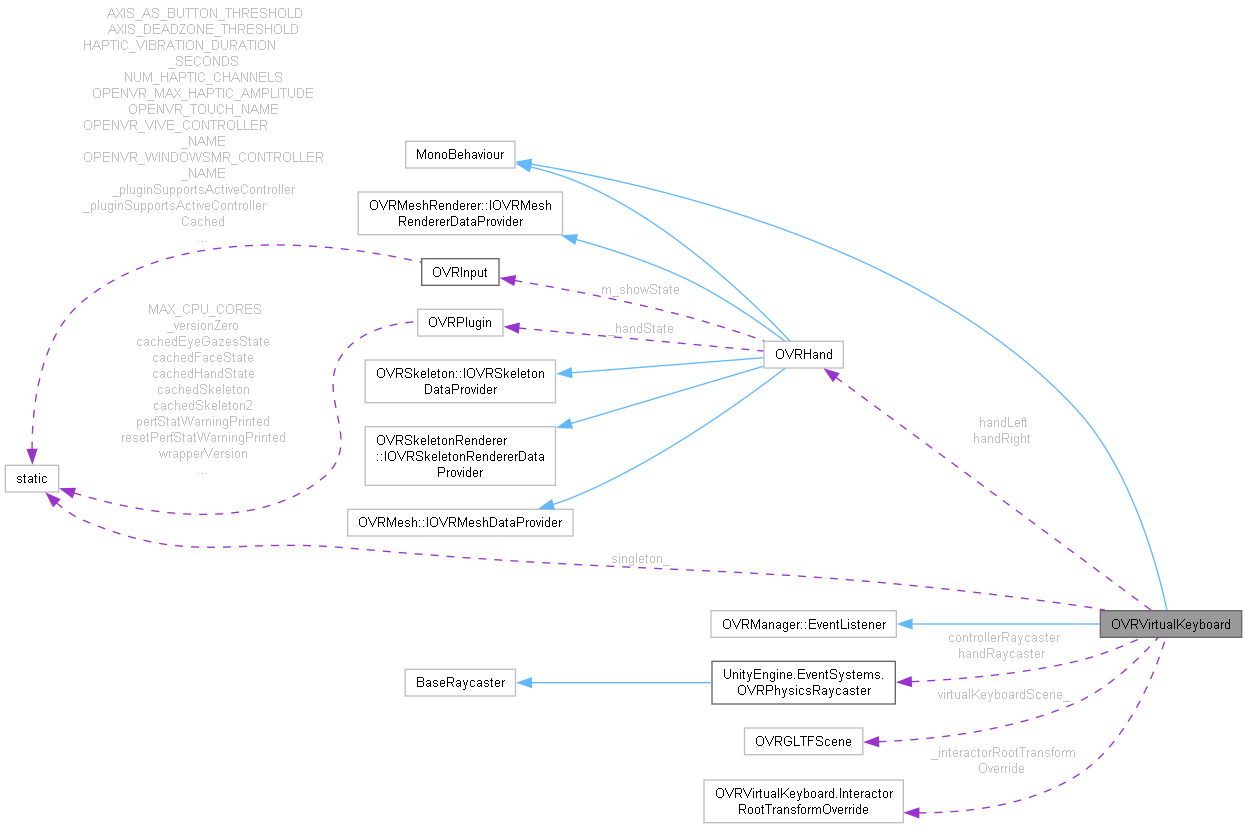 AXIS_AS_BUTTON_THRESHOLD
AXIS_DEADZONE_THRESHOLD
HAPTIC_VIBRATION_DURATION
_SECONDS
NUM_HAPTIC_CHANNELS
OPENVR_MAX_HAPTIC_AMPLITUDE
OPENVR_TOUCH_NAME
OPENVR_VIVE_CONTROLLER
_NAME
OPENVR_WINDOWSMR_CONTROLLER
_NAME
_pluginSupportsActiveController
_pluginSupportsActiveController
Cached
...
MonoBehaviour
OVRMeshRenderer::IOVRMesh
RendererDataProvider
OVRInput
m_showState
MAX_CPU_CORES
_versionZero
cachedEyeGazesState
cachedFaceState
cachedHandState
cachedSkeleton
cachedSkeleton2
perfStatWarningPrinted
resetPerfStatWarningPrinted
wrapperVersion
...
OVRPlugin
_handState
OVRHand
OVRSkeleton::IOVRSkeleton
DataProvider
OVRSkeletonRenderer
::IOVRSkeletonRendererData
Provider
handLeft
handRight
static
OVRMesh::IOVRMeshDataProvider
singleton_
OVRManager::EventListener
OVRVirtualKeyboard
controllerRaycaster
handRaycaster
BaseRaycaster
UnityEngine.EventSystems.
OVRPhysicsRaycaster
virtualKeyboardScene_
OVRGLTFScene
_interactorRootTransform
Override
OVRVirtualKeyboard.Interactor
RootTransformOverride